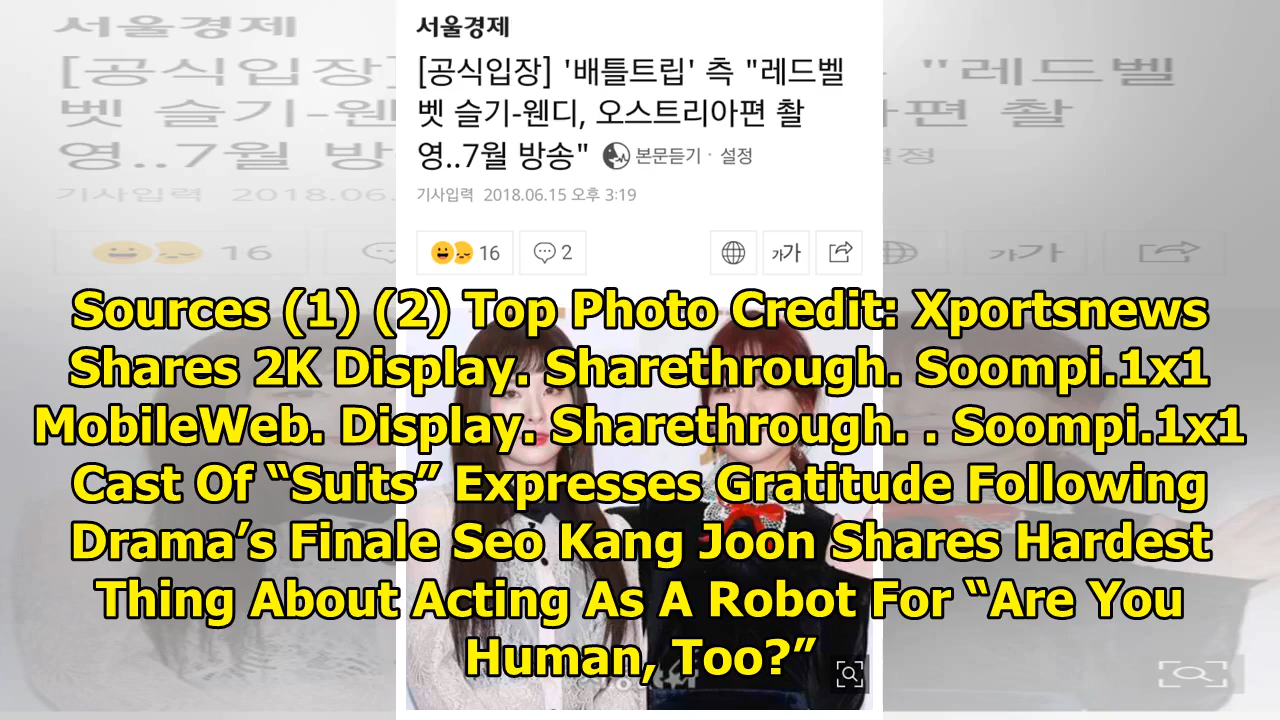 서울경제
[공식입장] '배틀트립' 측 "레드벨
벳 슬기-웬디, 오스트리아편 촬
영..7월 방송" 본문듣기 · 설정
기사입력 2018.06.15 오후 3:19
16 2 가가
Sources (1) (2) Top Photo Credit: Xportsnews
Shares 2K Display. Sharethrough. Soompi.1x1
MobileWeb. Display. Sharethrough. . Soompi.1x1
Cast Of “Suits” Expresses Gratitude Following
Drama’s Finale Seo Kang Joon Shares Hardest
Thing About Acting As A Robot For “Are You
Human, Too?”